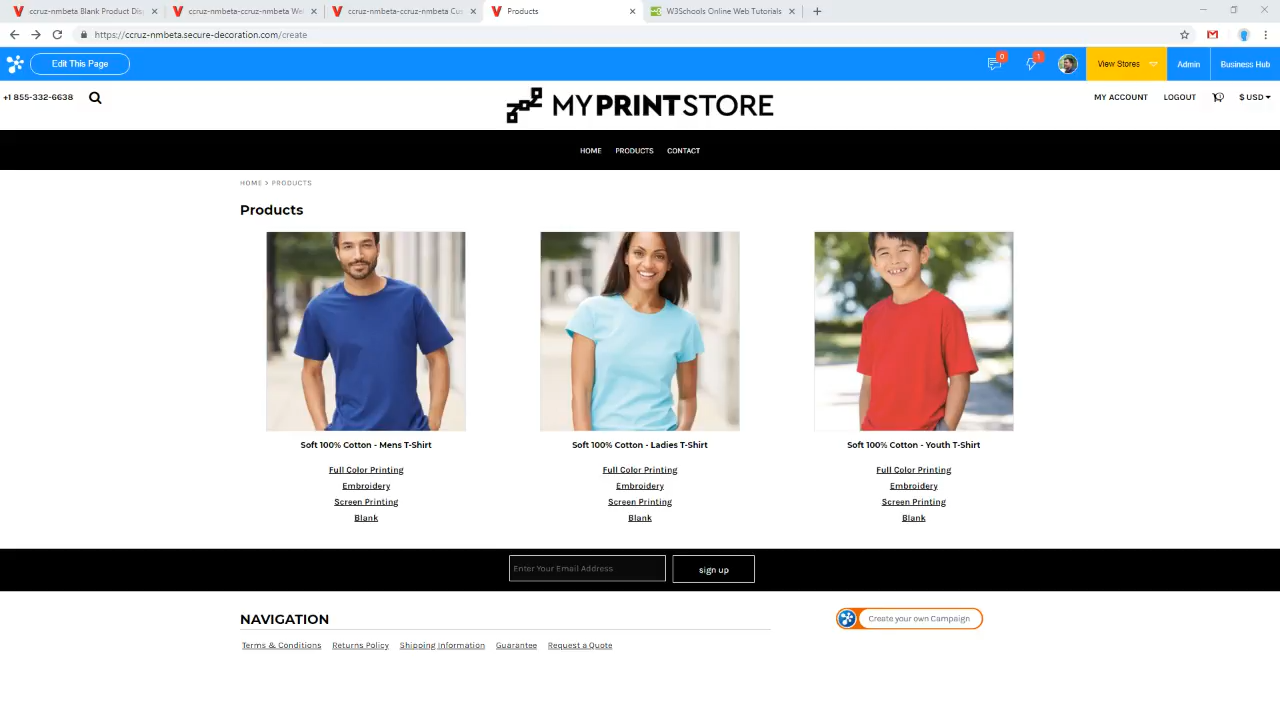 ccruz-nmbeta Blank Product Dis
ccruz-nmbeta-ccruz-nmbeta We
ccruz-nmbeta-ccruz-nmbeta Cus
Products
W3Schools Online Web Tutorials
https://ccruz-nmbeta.secure-decoration.com/create
Edit This Page
0
1
View Stores
Admin
Business Hub
+1 855-332-6638
MYPRINTSTORE
MY ACCOUNT
LOGOUT
$ USD
HOME PRODUCTS CONTACT
HOME > PRODUCTS
Products
Soft 100% Cotton - Mens T-Shirt
Full Color Printing
Embroidery
Screen Printing
Blank
Soft 100% Cotton - Ladies T-Shirt
Full Color Printing
Embroidery
Screen Printing
Blank
Soft 100% Cotton - Youth T-Shirt
Full Color Printing
Embroidery
Screen Printing
Blank
Enter Your Email Address
sign up
NAVIGATION
Create your own Campaign
Terms & Conditions Returns Policy Shipping Information Guarantee Request a Quote